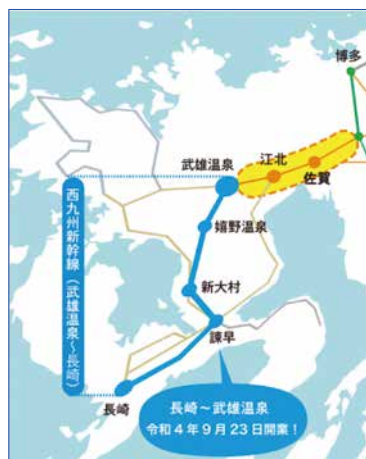 博多
武雄温泉
江北
佐賀
嬉野温泉
西九州新幹線（武雄温泉～長崎）
新大村
諫早
長崎
長崎～武雄温泉
令和４年９月２３日開業！